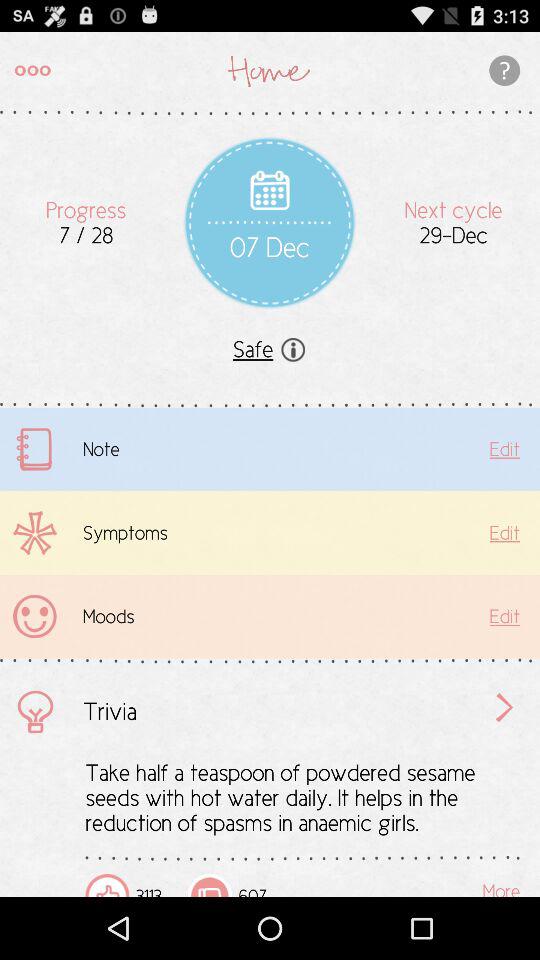 SA FAKE 3:13
Home ?
Progress
7 / 28
07 Dec
Next cycle
29-Dec
Safe
Note Edit
Symptoms Edit
Moods Edit
Trivia
Take half a teaspoon of powdered sesame
seeds with hot water daily. It helps in the
reduction of spasms in anaemic girls.
3113 607 More